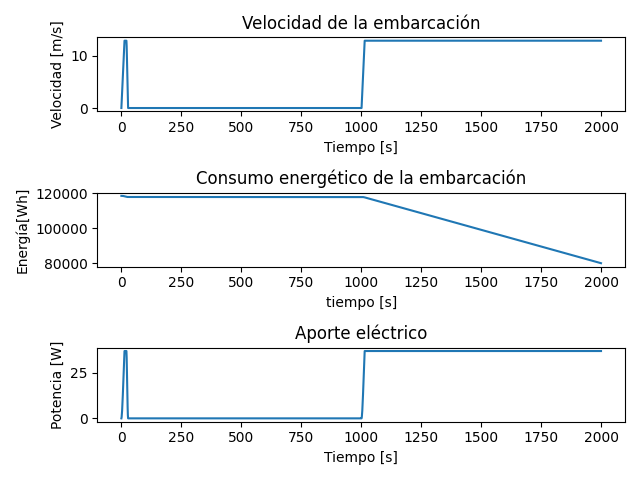 Velocidad de la embarcación
Velocidad [m/s]
10
0
0 250 500 750 1000 1250 1500 1750 2000
Tiempo [s]
Consumo energético de la embarcación
Energía[Wh]
120000
100000
80000
0 250 500 750 1000 1250 1500 1750 2000
tiempo [s]
Aporte eléctrico
Potencia [W]
25
0
0 250 500 750 1000 1250 1500 1750 2000
Tiempo [s]